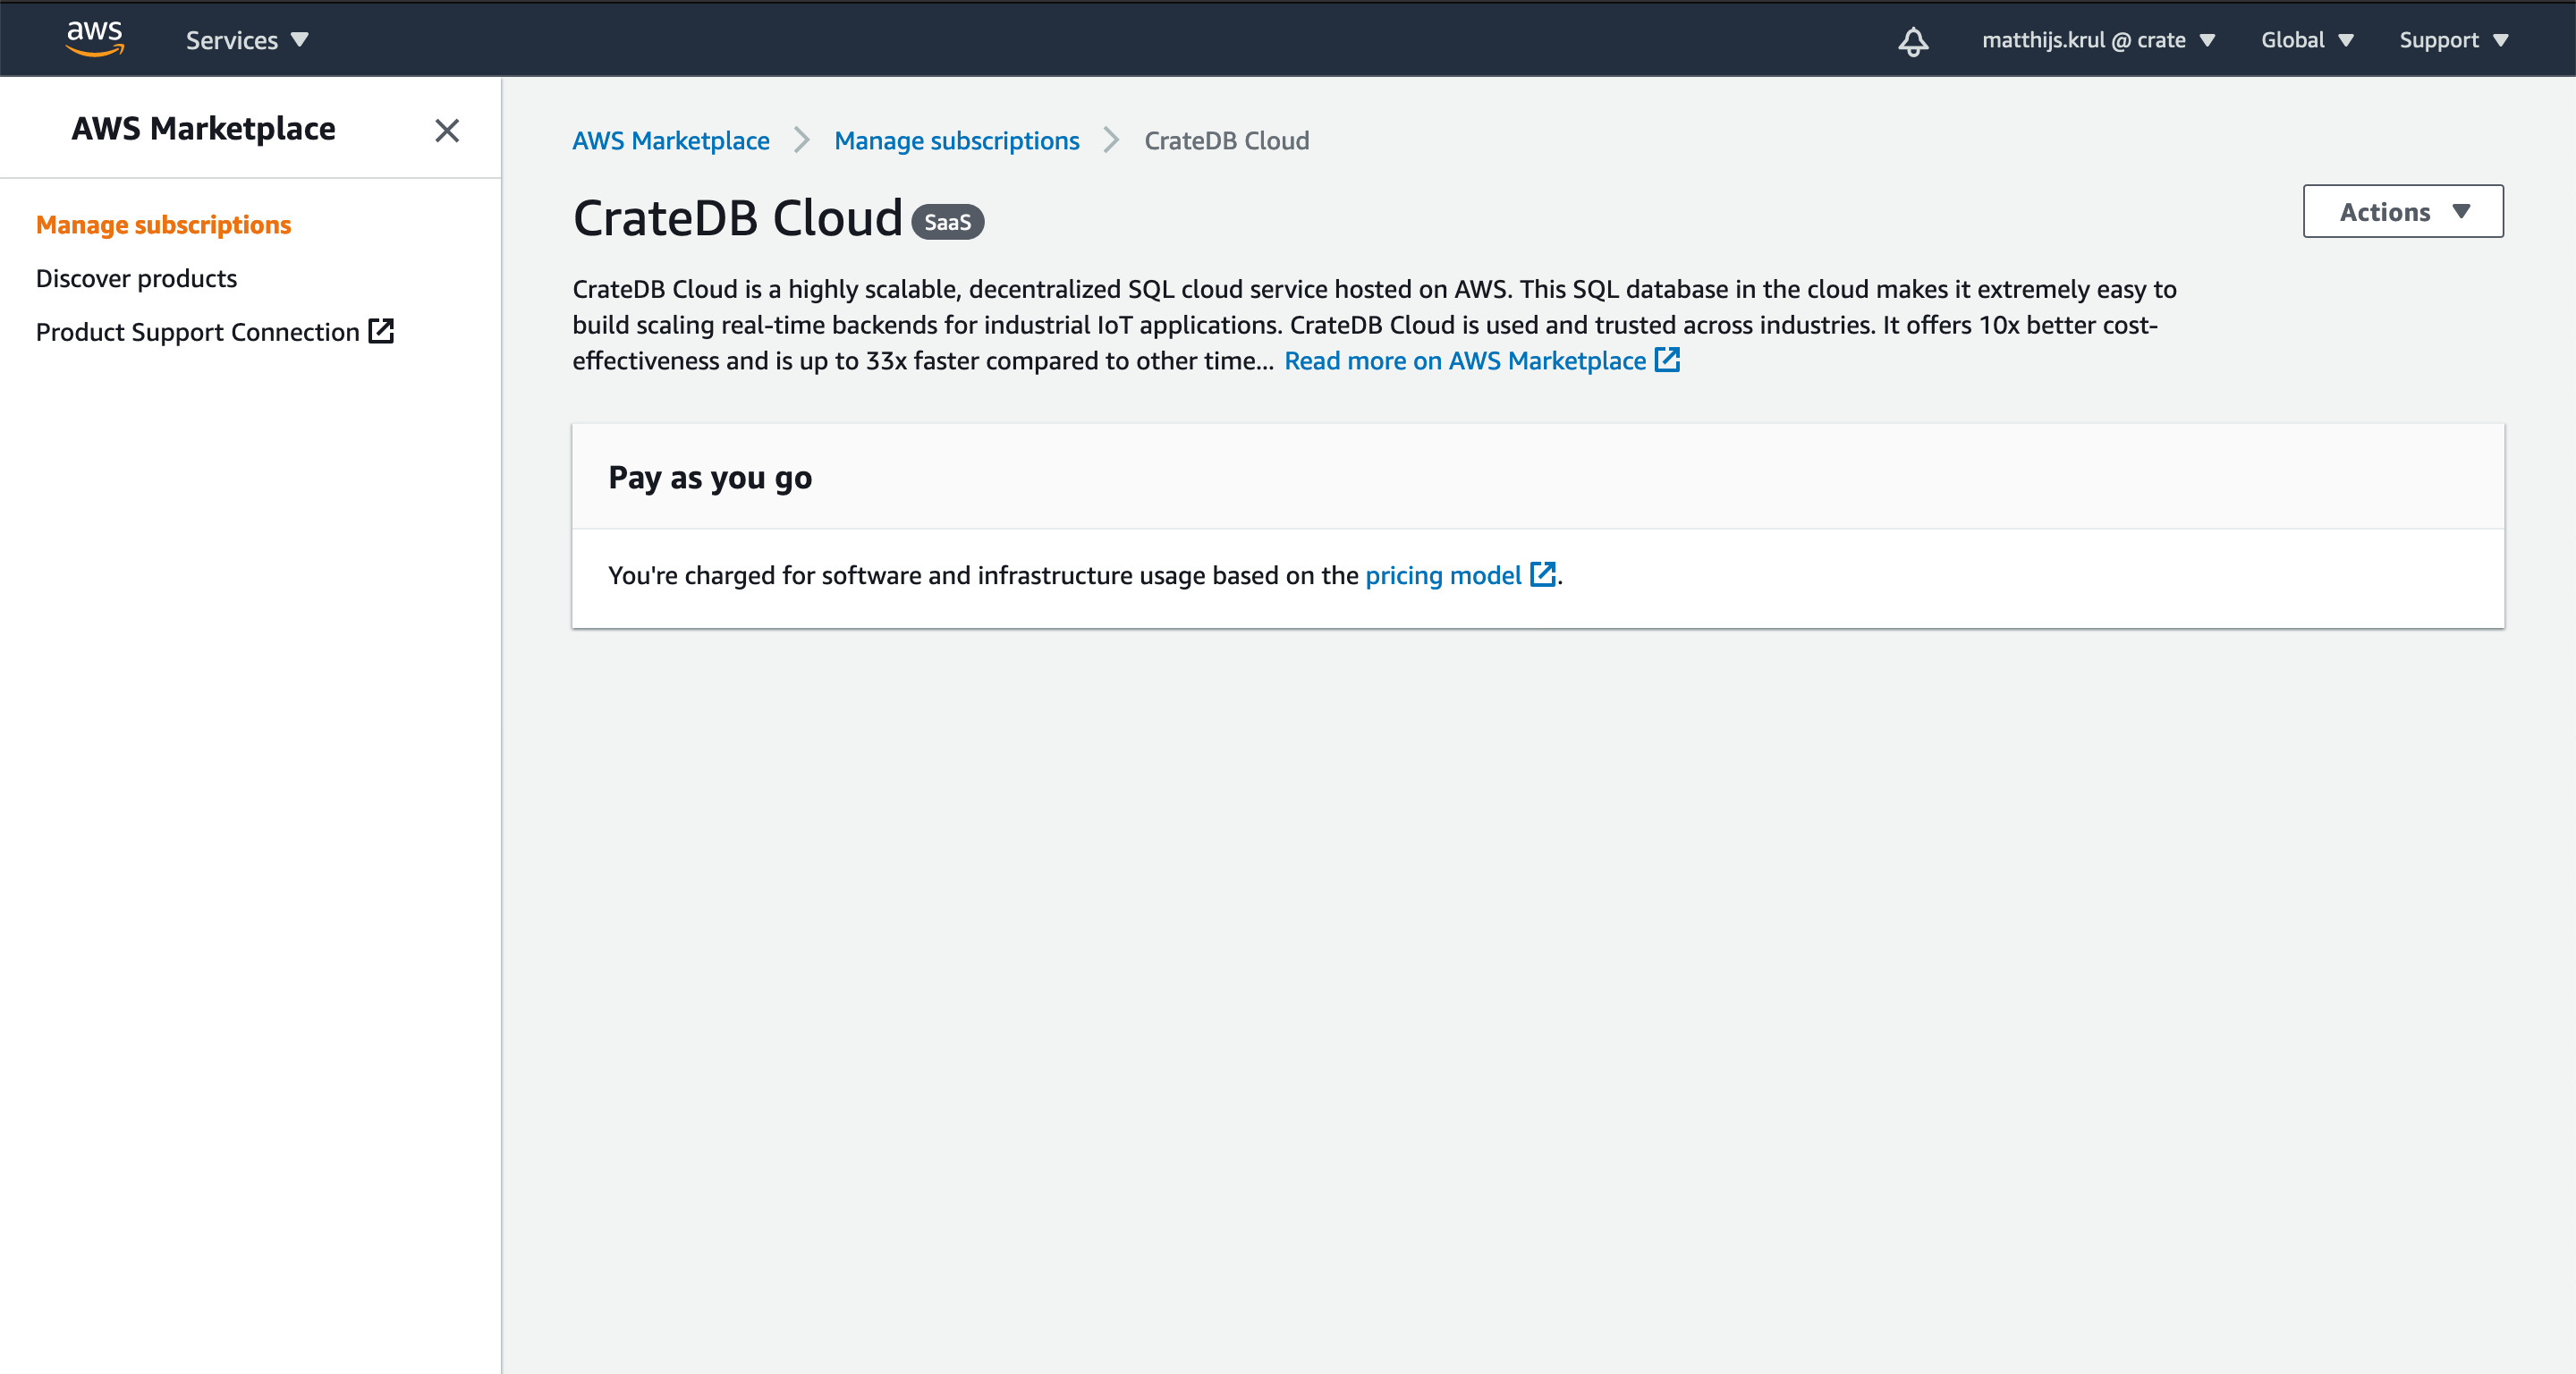 aws
Services
matthijs.krul @ crate
Global
Support
AWS Marketplace
Manage subscriptions
Discover products
Product Support Connection
AWS Marketplace
Manage subscriptions
CrateDB Cloud
CrateDB Cloud SaaS
Actions
CrateDB Cloud is a highly scalable, decentralized SQL cloud service hosted on AWS. This SQL database in the cloud makes it extremely easy to
build scaling real-time backends for industrial IoT applications. CrateDB Cloud is used and trusted across industries. It offers 10x better cost-
effectiveness and is up to 33x faster compared to other time... Read more on AWS Marketplace
Pay as you go
You're charged for software and infrastructure usage based on the pricing model.